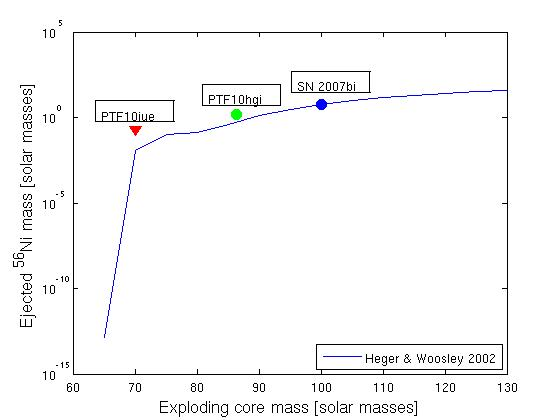 10^5
PTF10iue
PTF10hgi
SN 2007bi
10^0
10^-5
10^-10
10^-15
Ejected ^56Ni mass [solar masses]
Heger & Woosley 2002
60 70 80 90 100 110 120 130
Exploding core mass [solar masses]